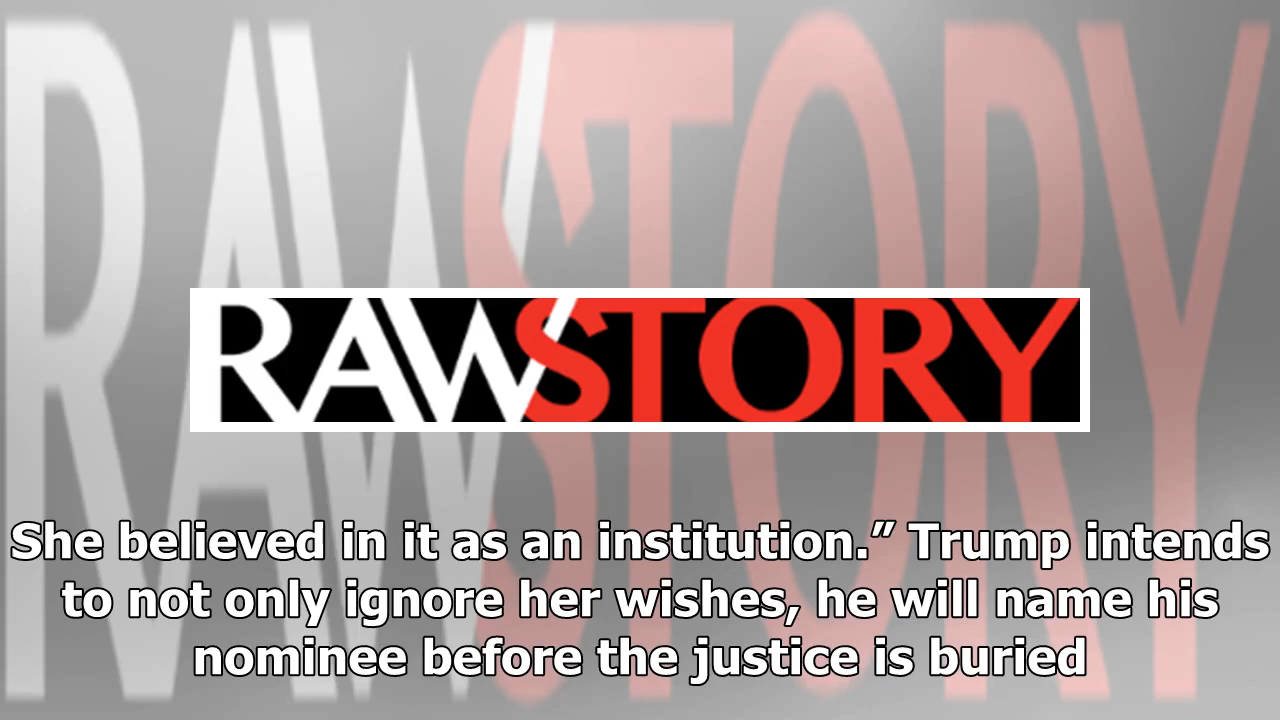 RAWSTORY
RAWSTORY
She believed in it as an institution.” Trump intends
to not only ignore her wishes, he will name his
nominee before the justice is buried